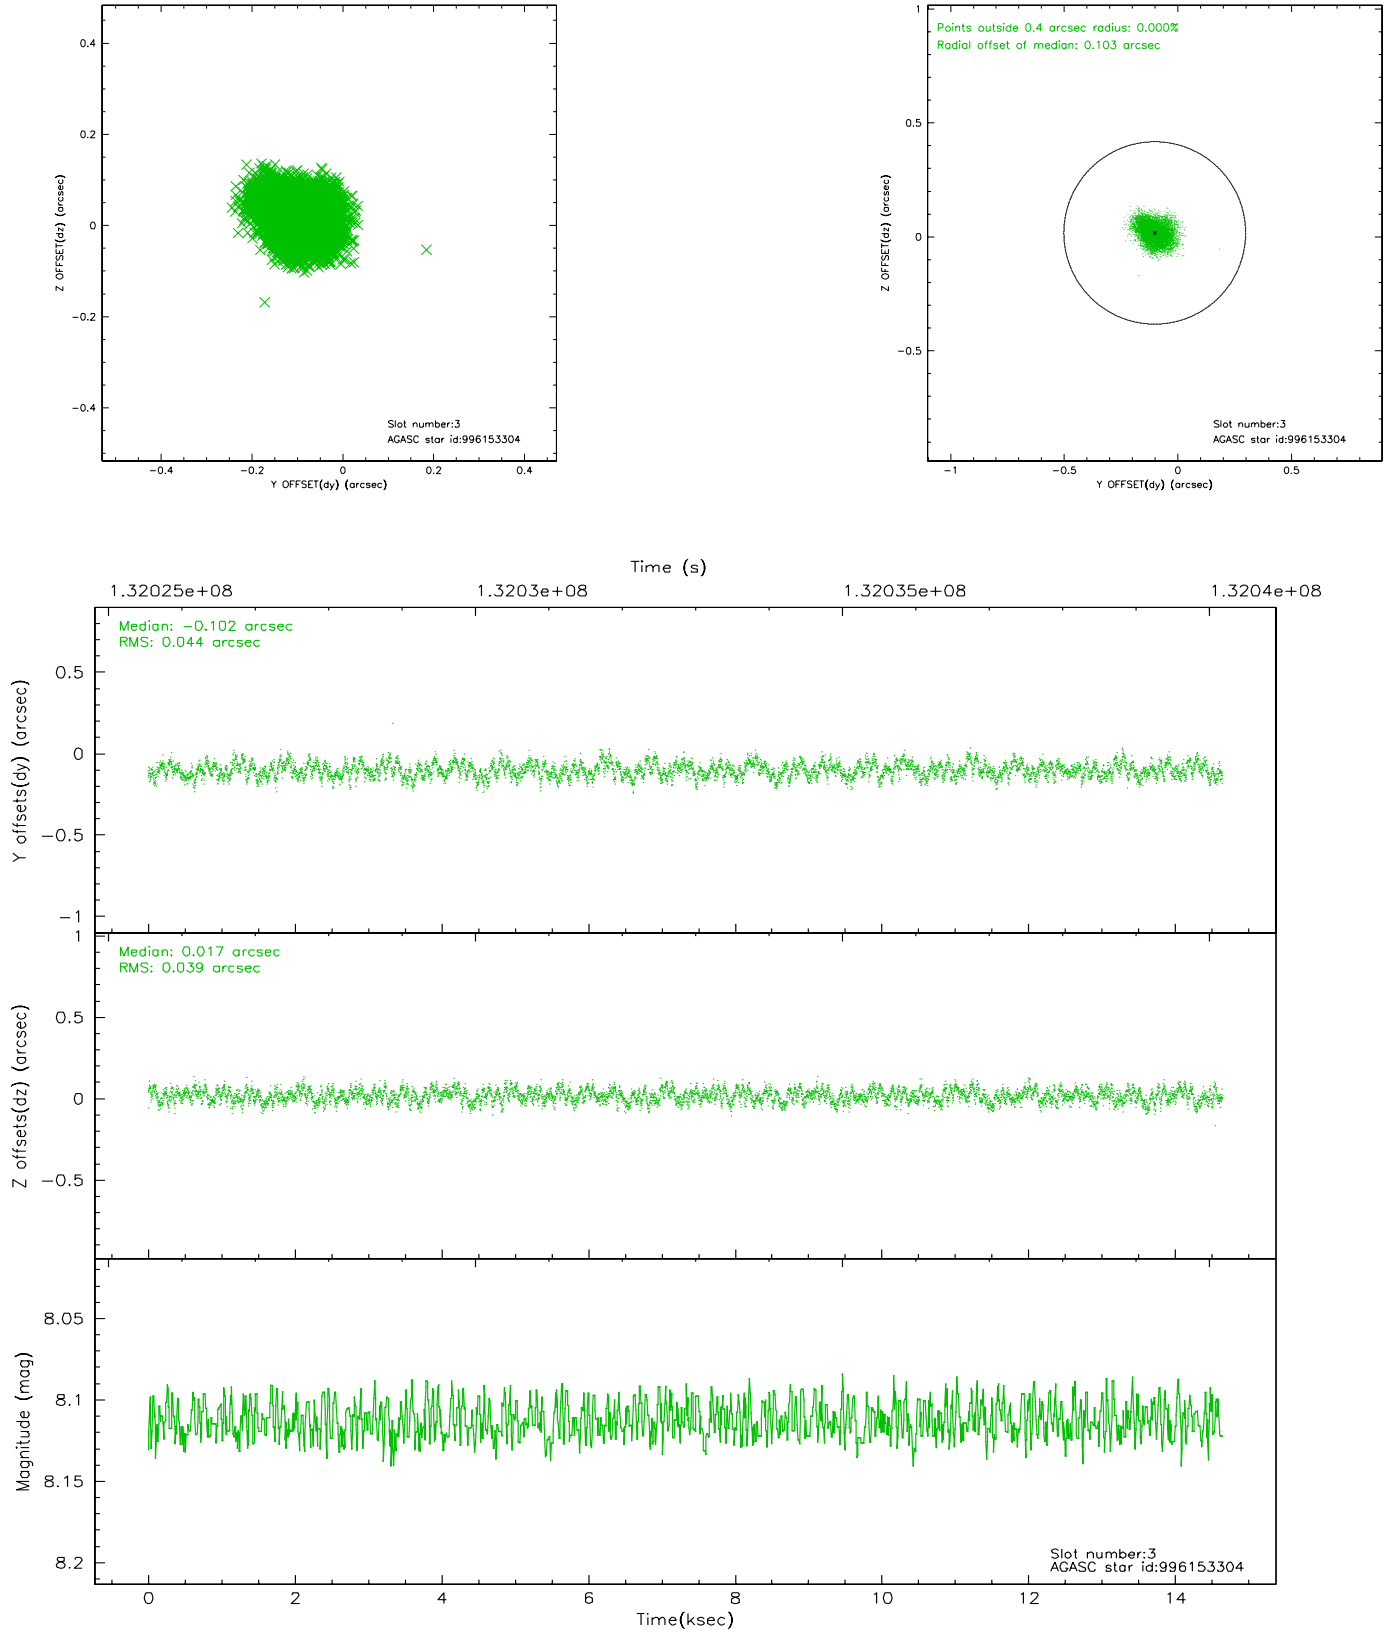 0.4
0.2
0
−0.2
−0.4
Z OFFSET(dz) (arcsec)
Slot number:3
AGASC star id:996153304
−0.4 −0.2 0 0.2 0.4
Y OFFSET(dy) (arcsec)
Points outside 0.4 arcsec radius: 0.000%
Radial offset of median: 0.103 arcsec
1
0.5
0
−0.5
Z OFFSET(dz) (arcsec)
Slot number:3
AGASC star id:996153304
−1 −0.5 0 0.5
Y OFFSET(dy) (arcsec)
Time (s)
1.32025e+08 1.3203e+08 1.32035e+08 1.3204e+08
Median: −0.102 arcsec
RMS: 0.044 arcsec
0.5
0
−0.5
−1
Y offsets(dy) (arcsec)
Median: 0.017 arcsec
RMS: 0.039 arcsec
1
0.5
0
−0.5
Z offsets(dz) (arcsec)
8.05
8.1
8.15
8.2
Magnitude (mag)
Slot number:3
AGASC star id:996153304
0 2 4 6 8 10 12 14
Time(ksec)